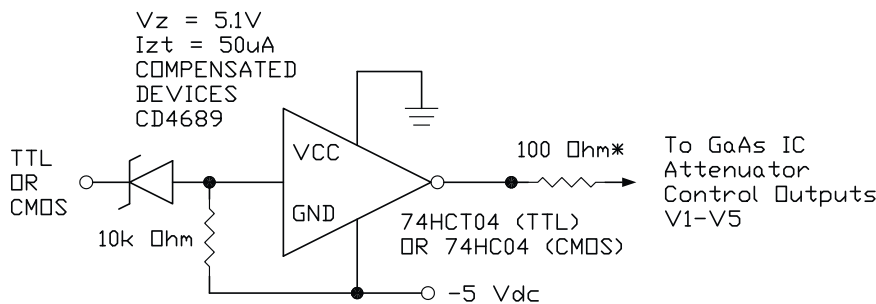 Vz = 5.1V
Izt = 50uA
COMPENSATED
DEVICES
CD4689
TTL
OR
CMOS
10k Ohm
VCC
GND
74HCT04 (TTL)
OR 74HC04 (CMOS)
-5 Vdc
100 Ohm*
To GaAs IC
Attenuator
Control Outputs
V1-V5